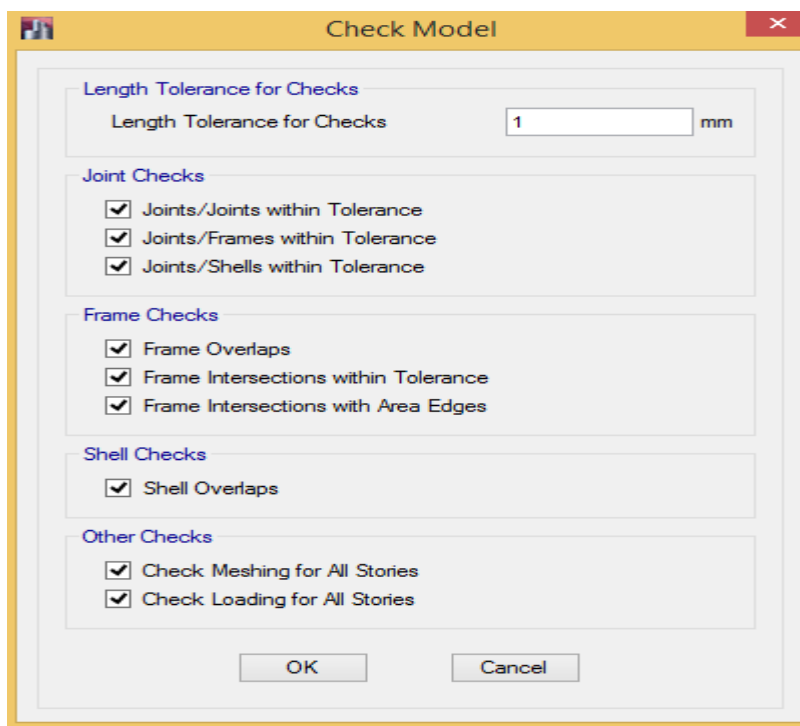 Check Model
Length Tolerance for Checks
Length Tolerance for Checks 1 mm
Joint Checks
Joints/Joints within Tolerance
Joints/Frames within Tolerance
Joints/Shells within Tolerance
Frame Checks
Frame Overlaps
Frame Intersections within Tolerance
Frame Intersections with Area Edges
Shell Checks
Shell Overlaps
Other Checks
Check Meshing for All Stories
Check Loading for All Stories
OK Cancel